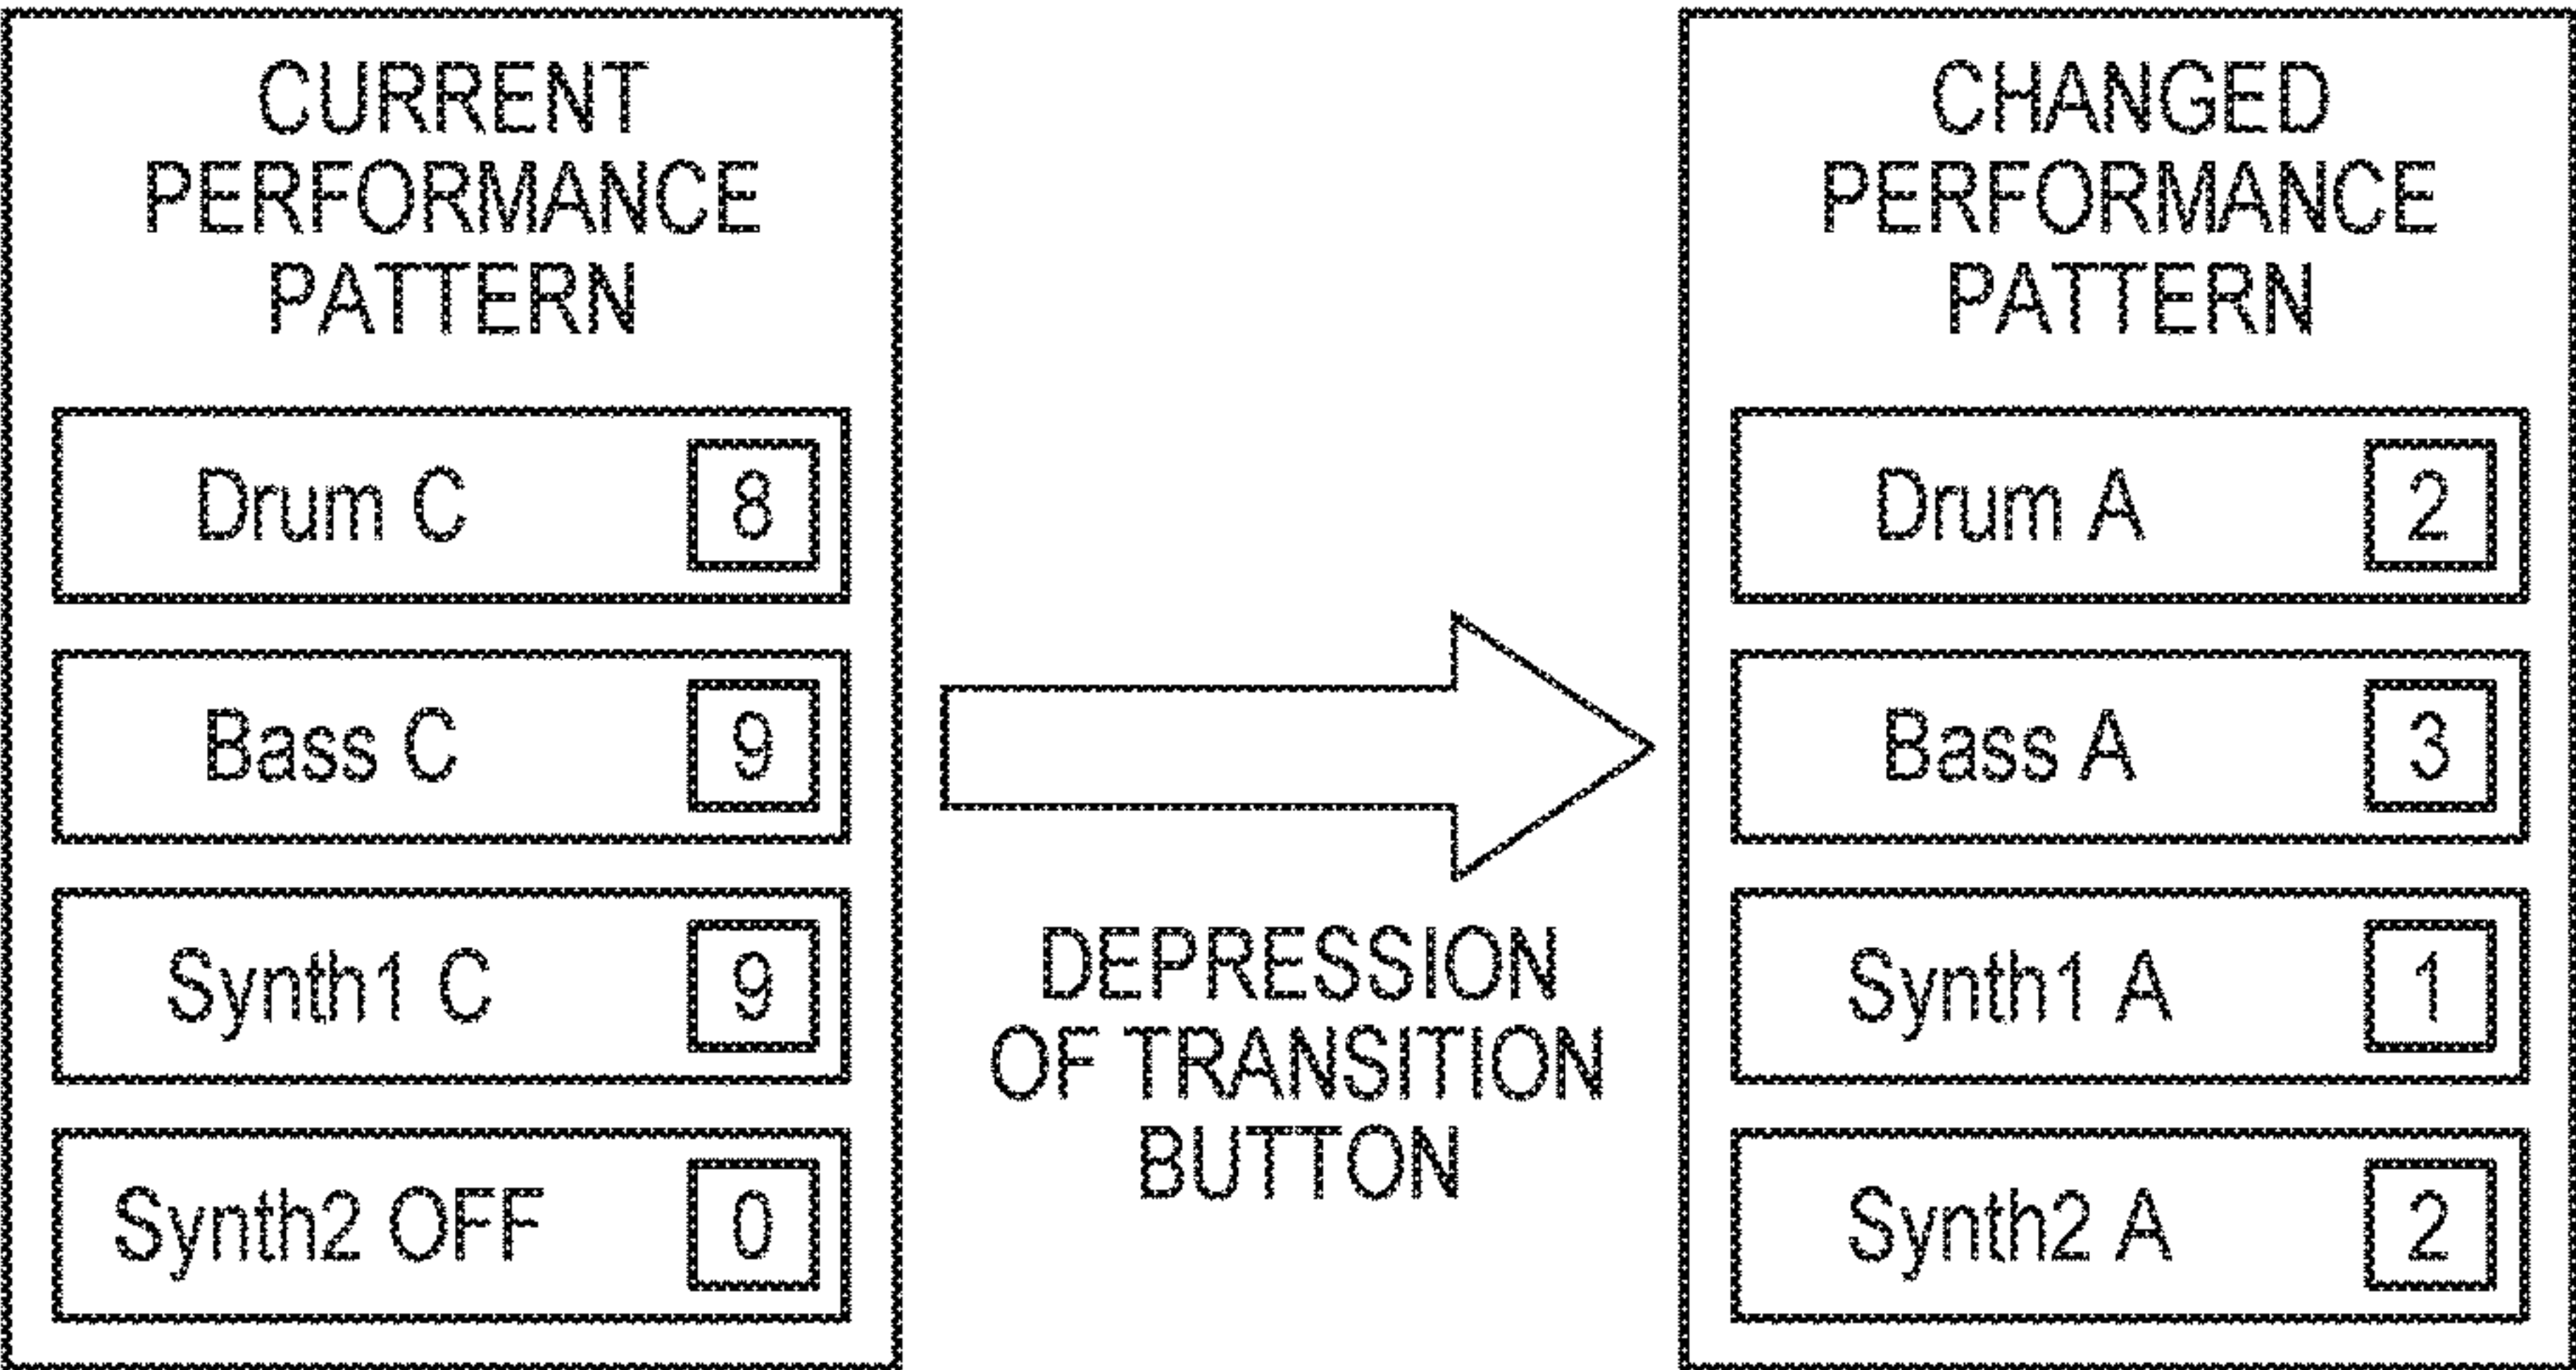 CURRENT
PERFORMANCE
PATTERN
Drum C 8
Bass C 9
Synth1 C 9
Synth2 OFF 0
DEPRESSION
OF TRANSITION
BUTTON
CHANGED
PERFORMANCE
PATTERN
Drum A 2
Bass A 3
Synth1 A 1
Synth2 A 2